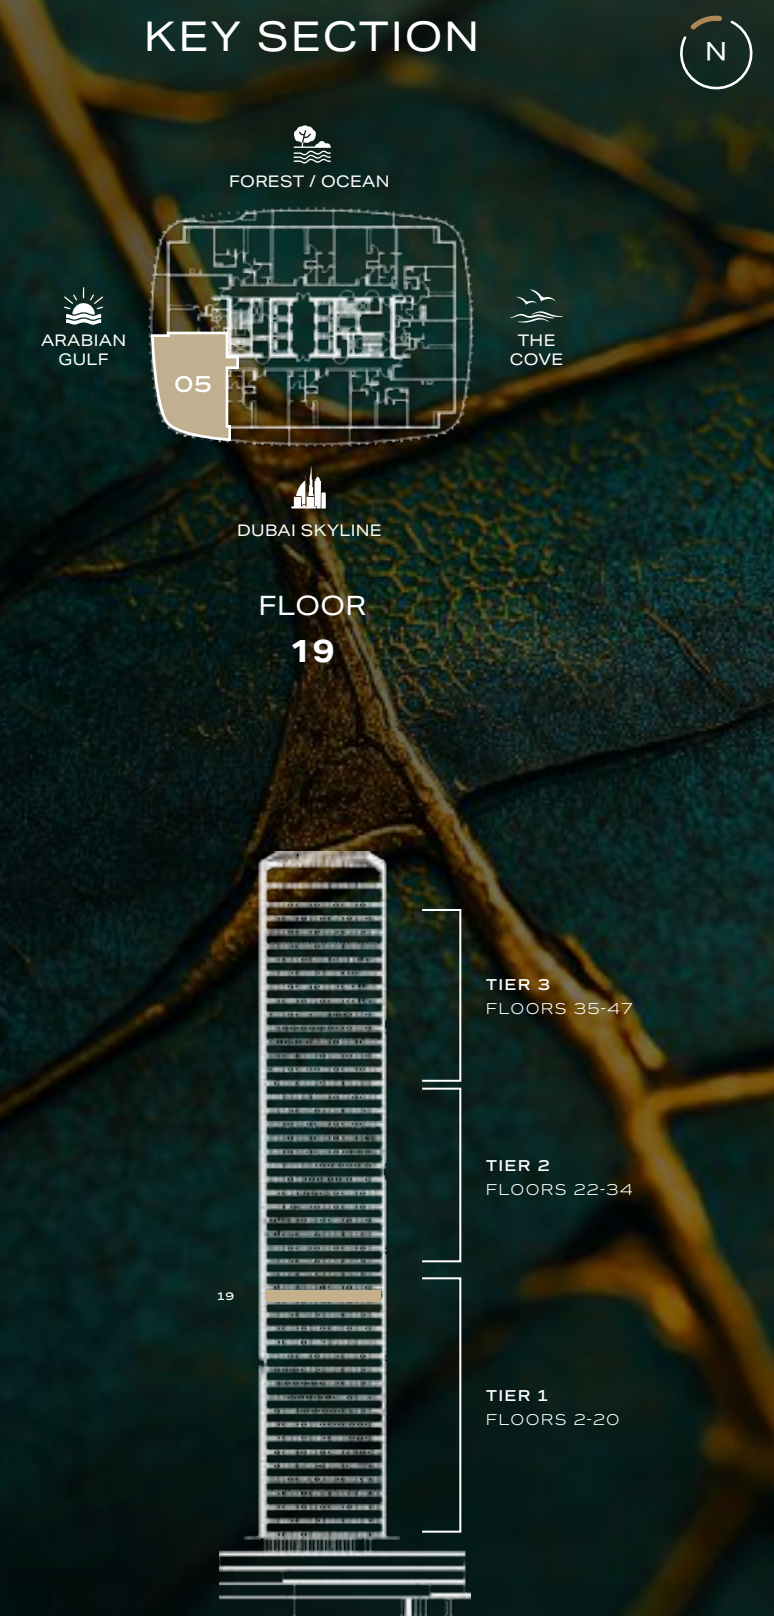 KEY SECTION
N
FOREST / OCEAN
ARABIAN
GULF
THE
COVE
05
DUBAI SKYLINE
FLOOR
19
TIER 3
FLOORS 35-47
TIER 2
FLOORS 22-34
19
TIER 1
FLOORS 2-20